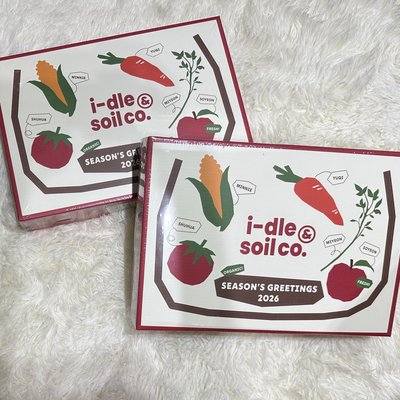 YUQI
MINNIE
MIYEON
SOYEON
SHUHUA
i-dle &
soil co.
FRESH!
ORGANIC!
SEASON'S GRE
2026
YUQI
MINNIE
SHUHUA
MIYEON
SOYEON
i-dle &
soil co.
ORGANIC!
FRESH!
SEASON'S GREETINGS
2026